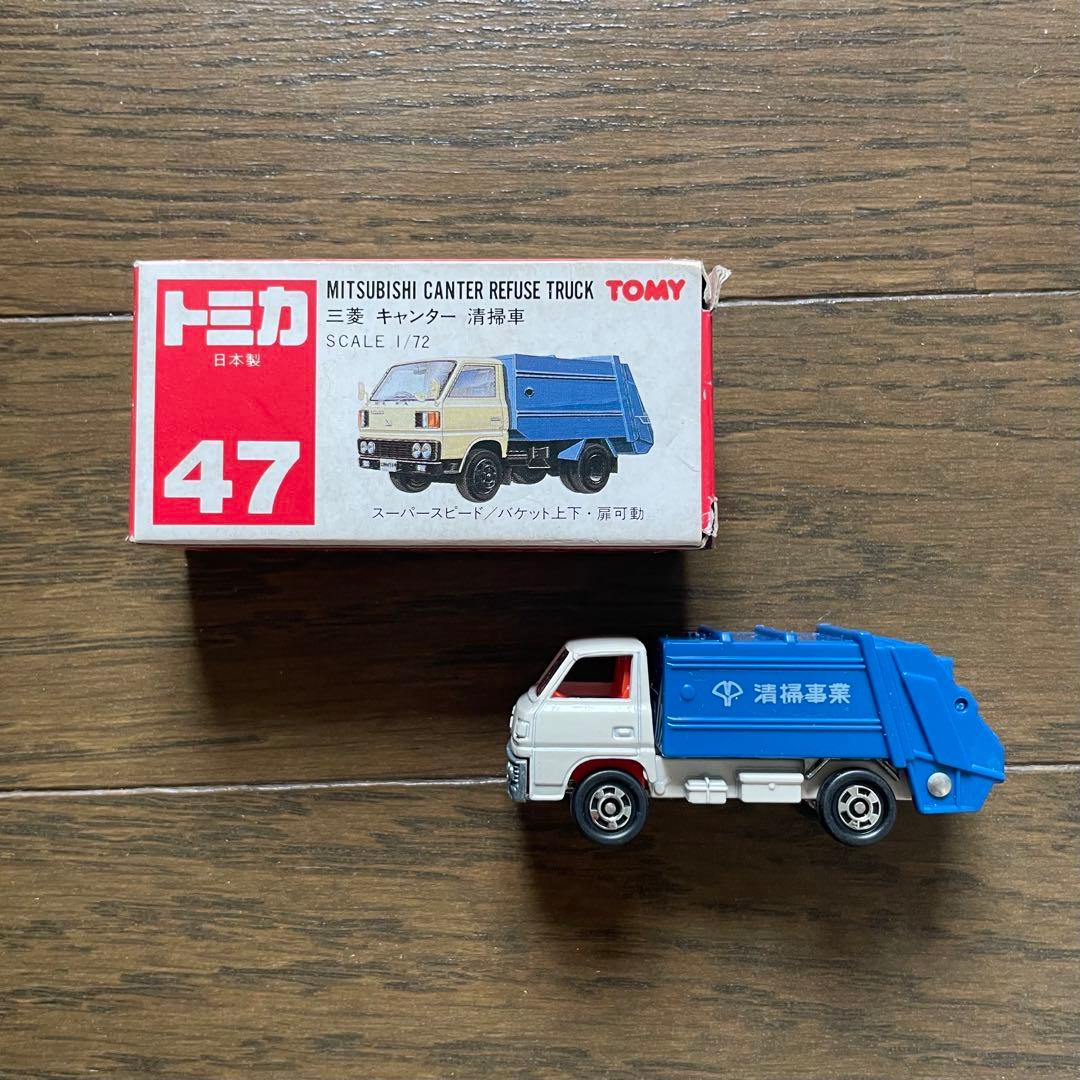 トミカ
日本製
47
MITSUBISHI CANTER REFUSE TRUCK TOMY
三菱 キャンター 清掃車
SCALE 1/72
スーパースピード/バケット上下・扉可動
清掃事業